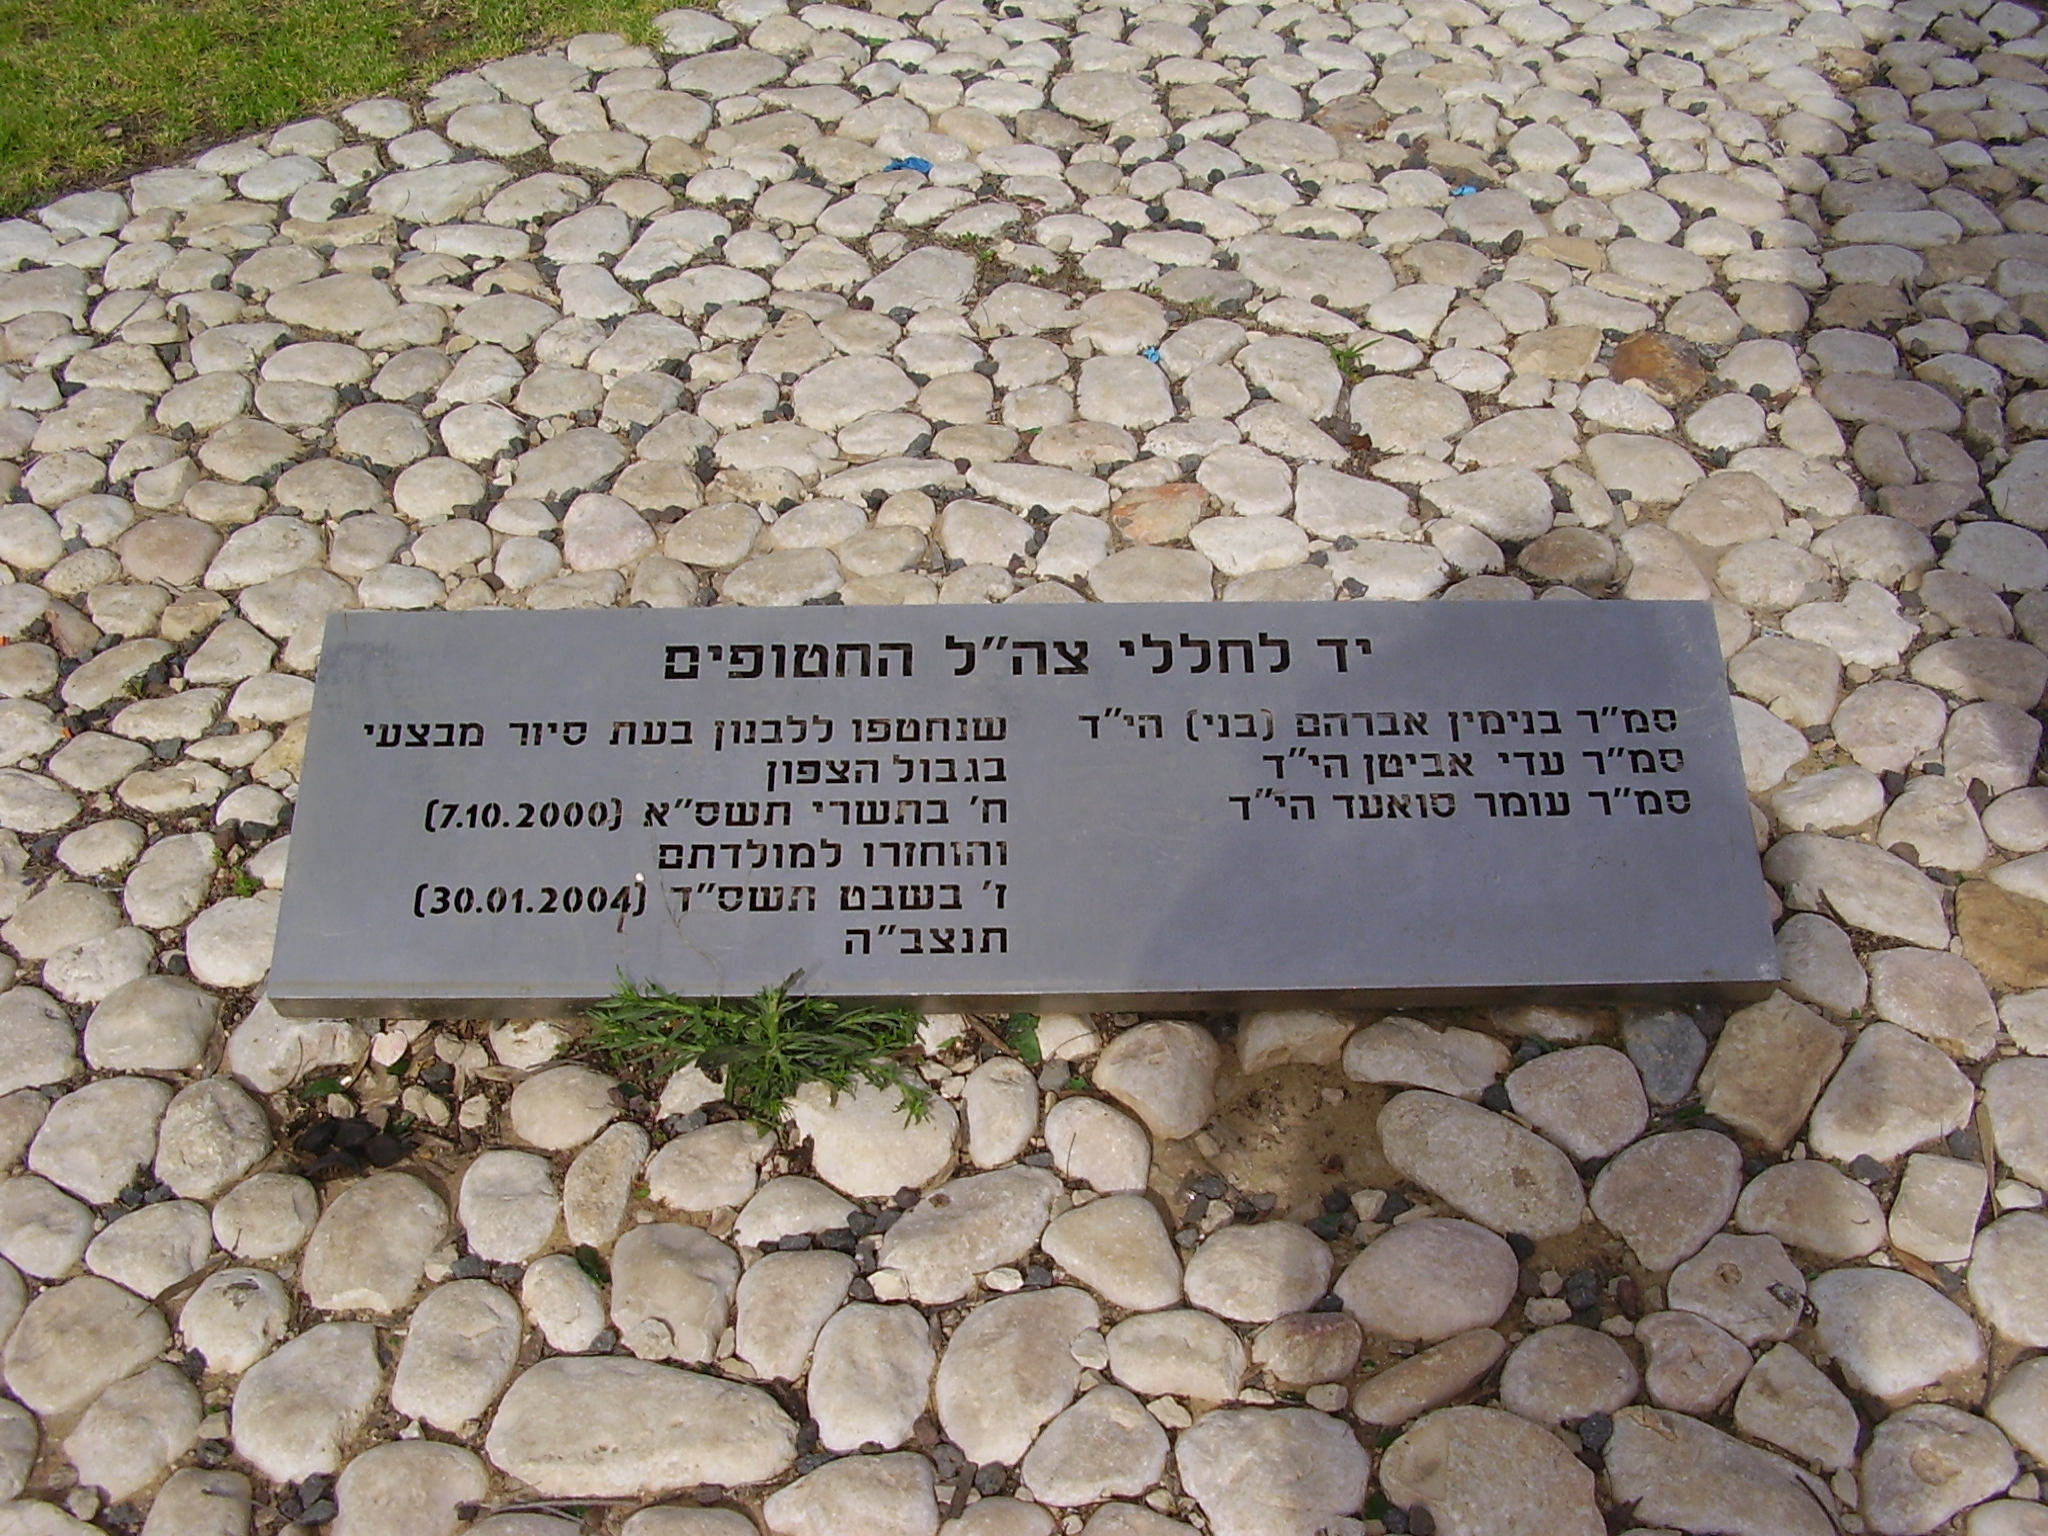 יד לחללי צה"ל החטופים
סמ"ר בנימין אברהם (בני) הי"ד
סמ"ר עדי אביטן הי"ד
סמ"ר עומר סואעד הי"ד
שנחטפו ללבנון בעת סיור מבצעי
בגבול הצפון
ח' בתשרי תשס"א (7.10.2000)
והוחזרו למולדתם
ז' בשבט תשס"ד (30.01.2004)
תנצב"ה